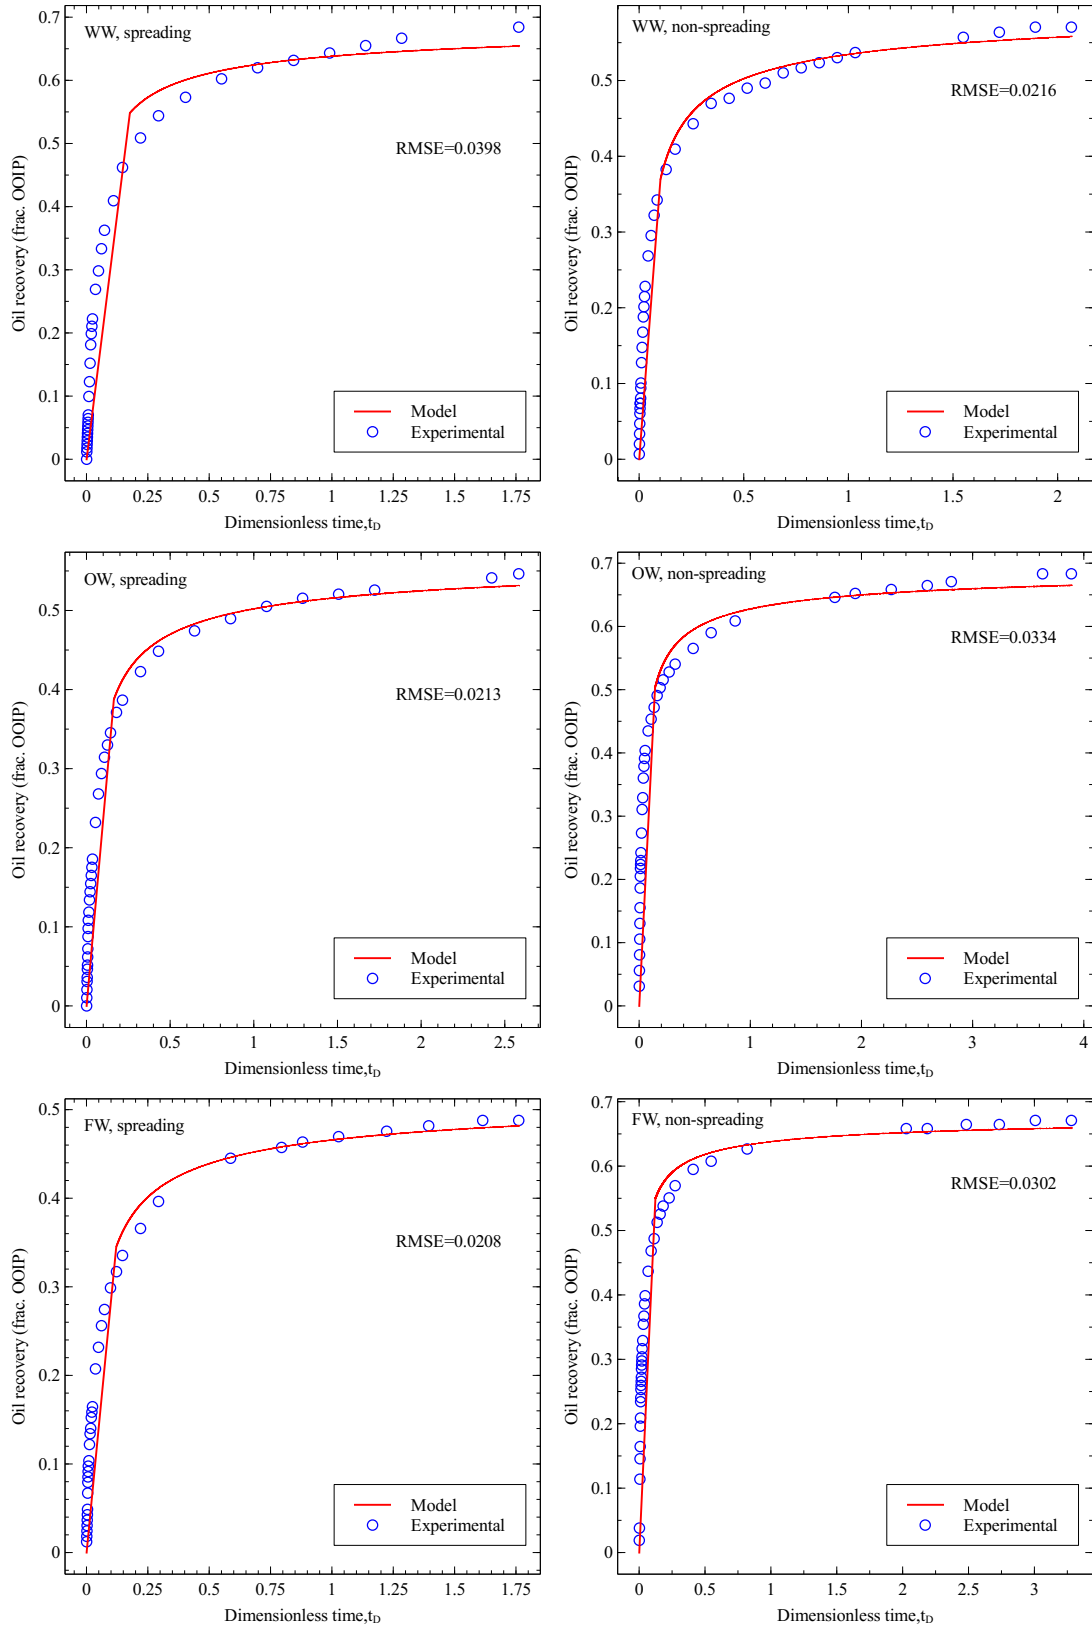 WW, spreading
RMSE=0.0398
Oil recovery (frac. OOIP)
0.7
0.6
0.5
0.4
0.3
0.2
0.1
0
Model
Experimental
0 0.25 0.5 0.75 1 1.25 1.5 1.75
Dimensionless time,tD
WW, non-spreading
RMSE=0.0216
Oil recovery (frac. OOIP)
0.5
0.4
0.3
0.2
0.1
0
Model
Experimental
0 0.5 1 1.5 2
Dimensionless time,tD
OW, spreading
RMSE=0.0213
Oil recovery (frac. OOIP)
0.5
0.4
0.3
0.2
0.1
0
Model
Experimental
0 0.5 1 1.5 2 2.5
Dimensionless time,tD
OW, non-spreading
RMSE=0.0334
Oil recovery (frac. OOIP)
0.7
0.6
0.5
0.4
0.3
0.2
0.1
0
Model
Experimental
0 1 2 3 4
Dimensionless time,tD
FW, spreading
RMSE=0.0208
Oil recovery (frac. OOIP)
0.5
0.4
0.3
0.2
0.1
0
Model
Experimental
0 0.25 0.5 0.75 1 1.25 1.5 1.75
Dimensionless time,tD
FW, non-spreading
RMSE=0.0302
Oil recovery (frac. OOIP)
0.7
0.6
0.5
0.4
0.3
0.2
0.1
0
Model
Experimental
0 0.5 1 1.5 2 2.5 3
Dimensionless time,tD